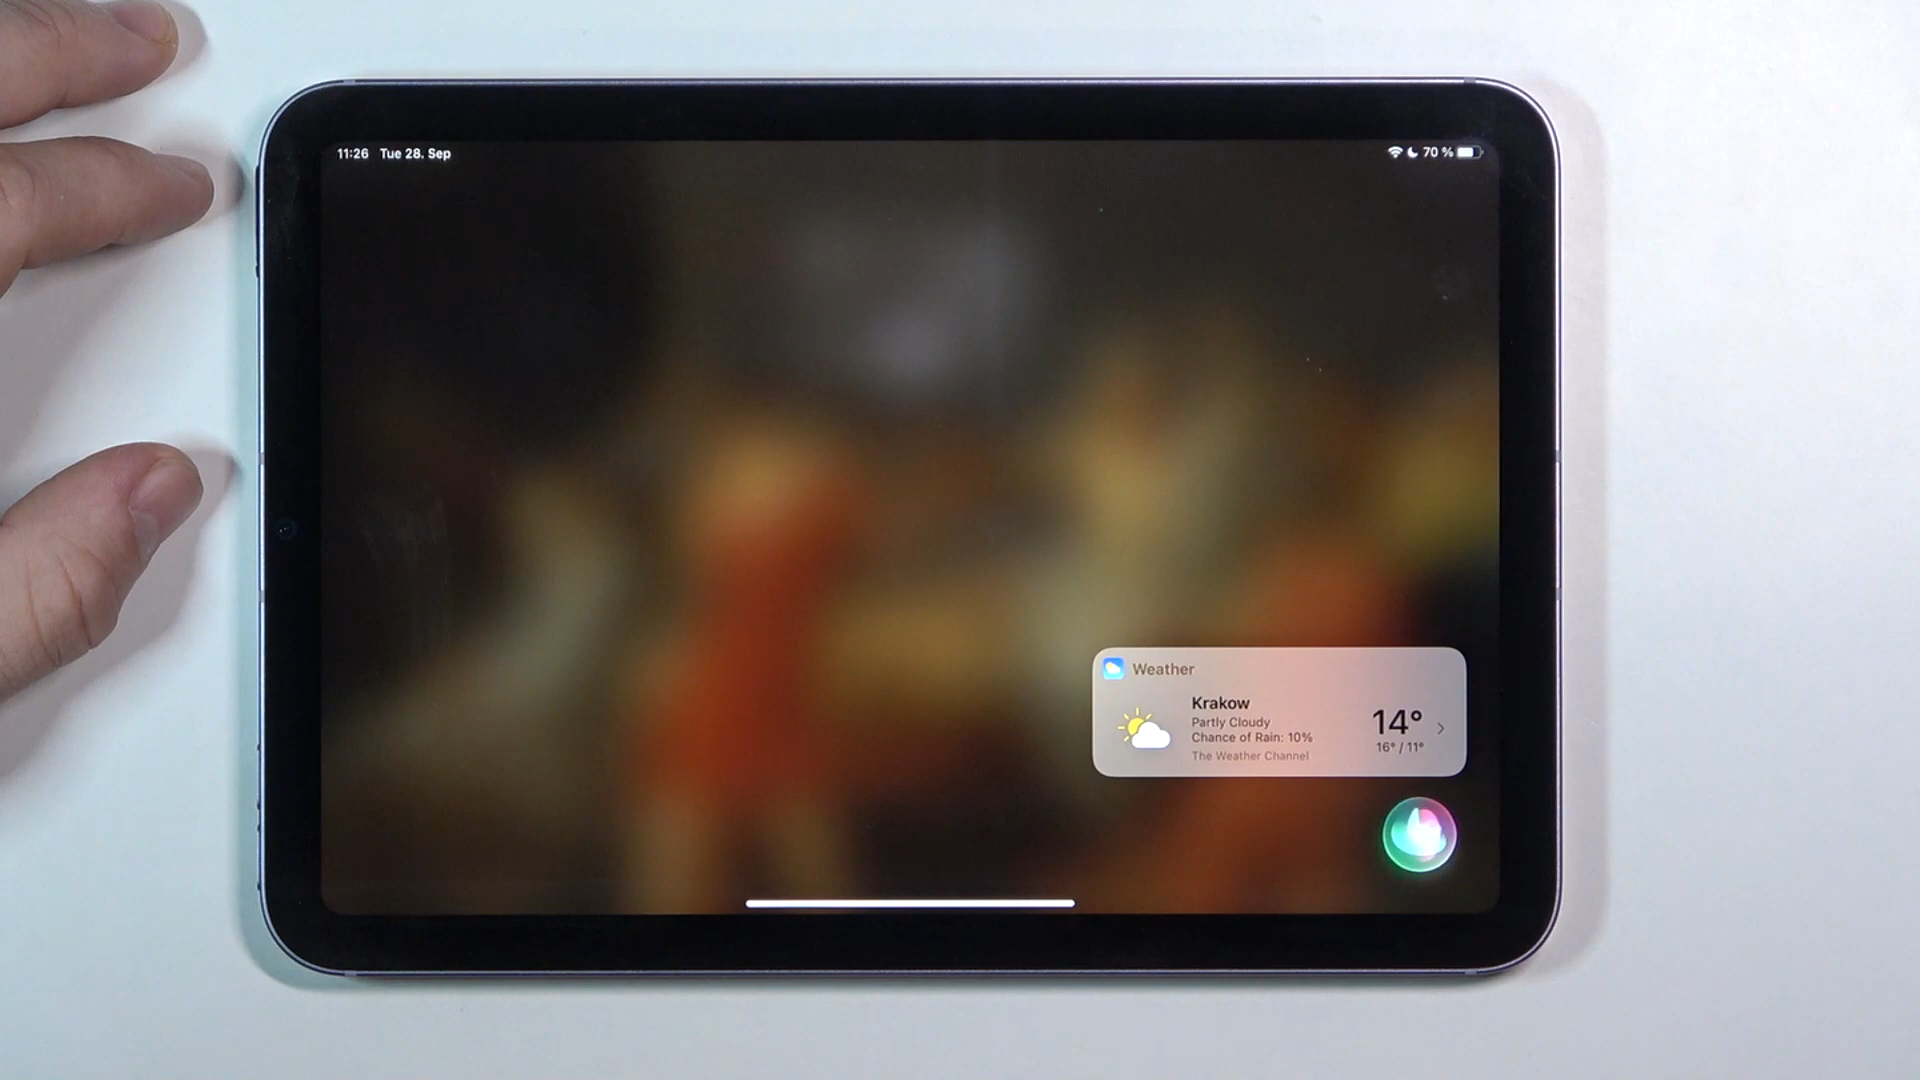 11:26 Tue 28. Sep
70 %
Weather
Krakow
Partly Cloudy
Chance of Rain: 10%
The Weather Channel
14°
16° / 11°